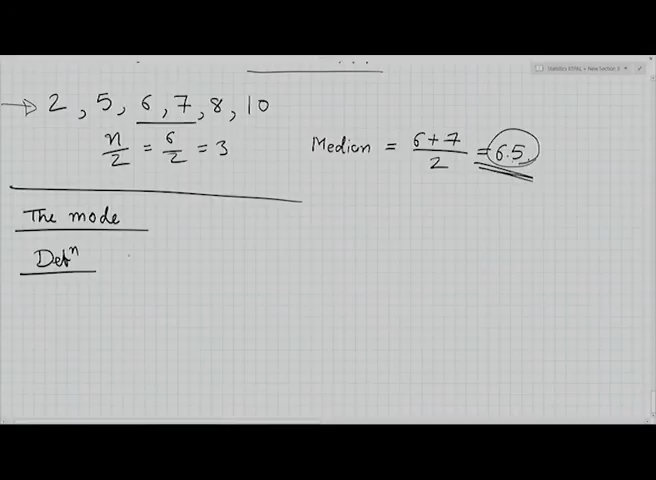 2, 5, 6, 7, 8, 10
n/2 = 6/2 = 3
Median = 6+7/2 = 6.5
The mode
Defⁿ